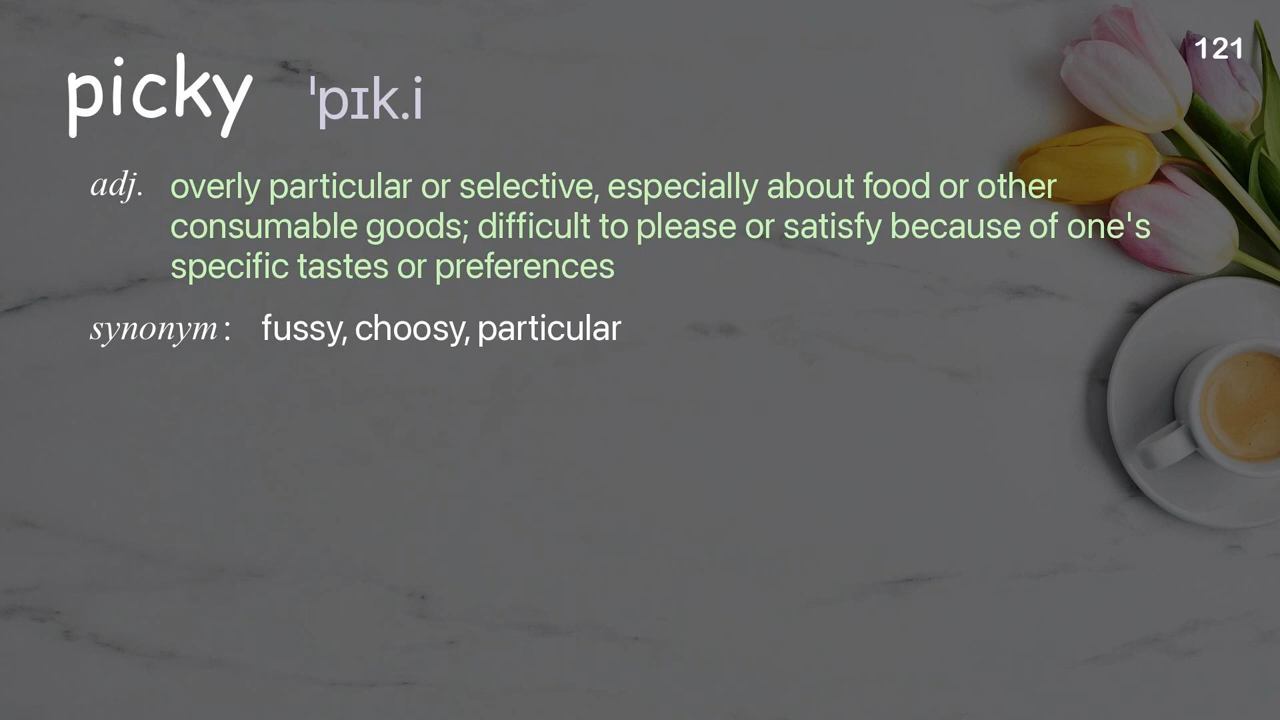 121
picky ˈpɪk.i
adj. overly particular or selective, especially about food or other
consumable goods; difficult to please or satisfy because of one's
specific tastes or preferences
synonym: fussy, choosy, particular